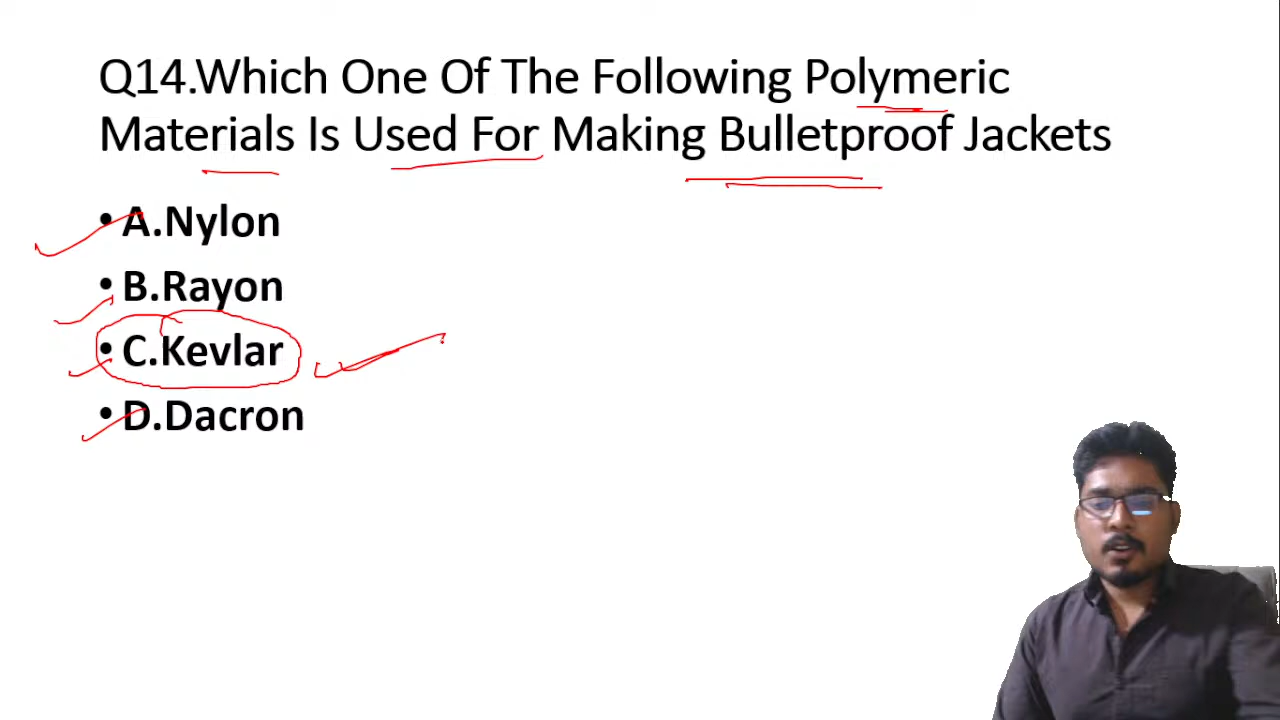 Q14.Which One Of The Following Polymeric
Materials Is Used For Making Bulletproof Jackets
• A.Nylon
• B.Rayon
• C.Kevlar
• D.Dacron